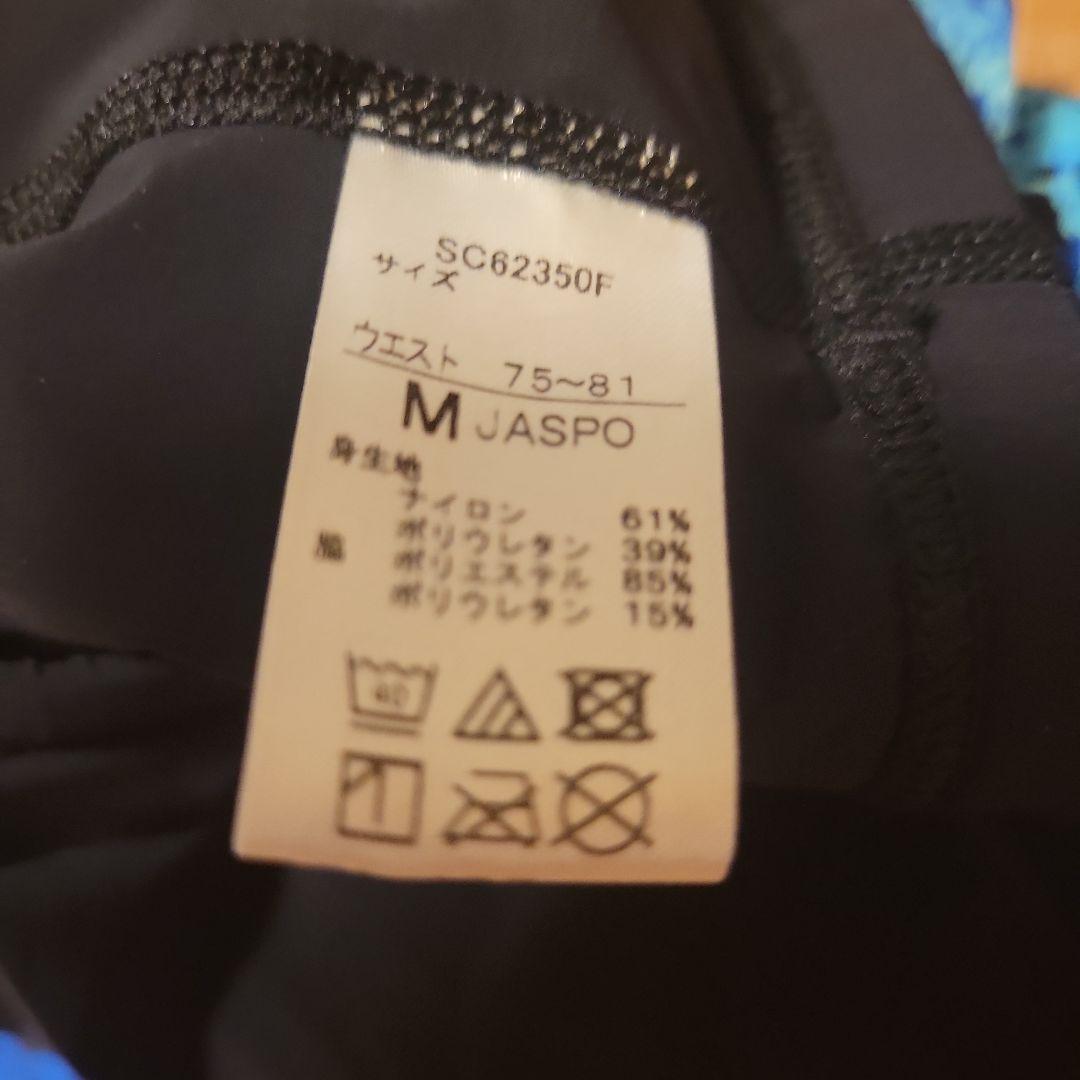 SC62350F
サイズ
ウエスト 75～81
M JASPO
身生地
ナイロン 61%
ポリウレタン 39%
ポリエステル 85%
ポリウレタン 15%
40